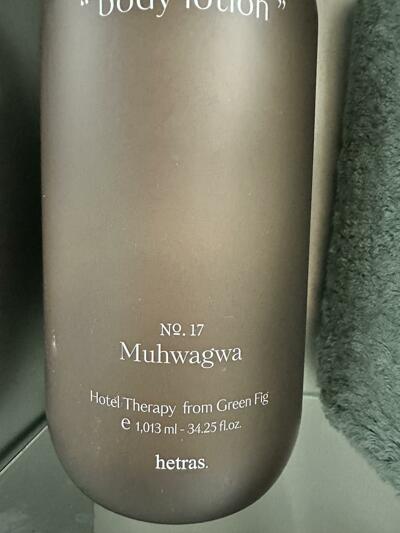 “body lotion”
Nº. 17
Muhwagwa
Hotel Therapy from Green Fig
e 1,013 ml - 34.25 fl.oz.
hetras.